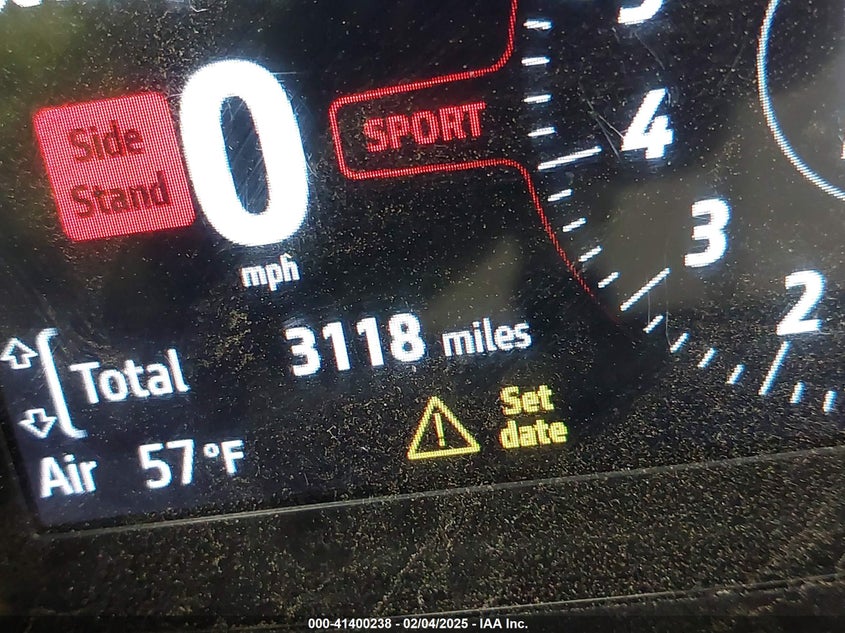 Side
Stand
0
mph
SPORT
4
3
2
Total
3118 miles
Air 57°F
Set
date
000-41400238 - 02/04/2025 - IAA Inc.